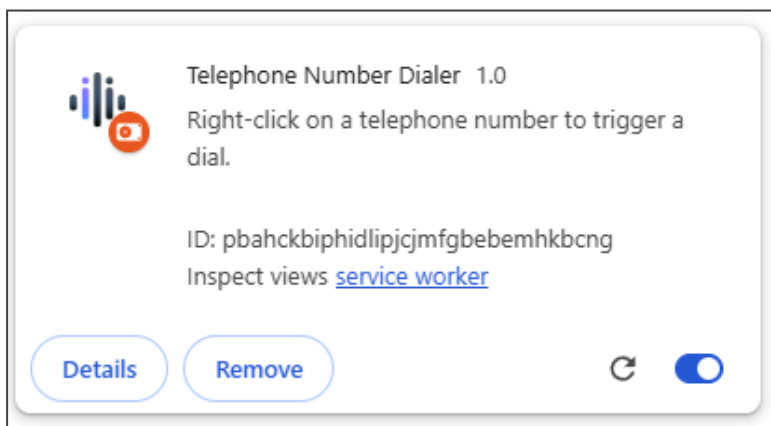 Telephone Number Dialer 1.0
Right-click on a telephone number to trigger a
dial.
ID: pbahckbiphidlipjcjmfgbebemhkbcng
Inspect views service worker
Details
Remove